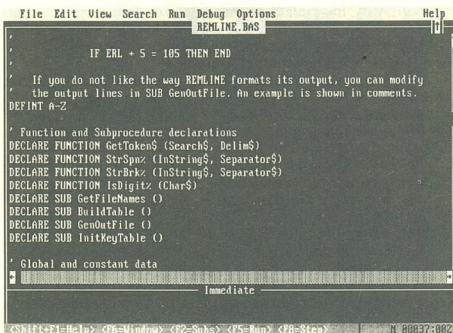 File Edit View Search Run Debug Options Help
REMLINE.BAS
'
' IF ERL + 5 = 105 THEN END
'
' If you do not like the way REMLINE formats its output, you can modify
' the output lines in SUB GenOutFile. An example is shown in comments.
DEFINT A-Z
' Function and Subprocedure declarations
DECLARE FUNCTION GetToken$ (Search$, Delim$)
DECLARE FUNCTION StrSpn% (InString$, Separator$)
DECLARE FUNCTION StrBrk% (InString$, Separator$)
DECLARE FUNCTION IsDigit% (Char$)
DECLARE SUB GetFileNames ()
DECLARE SUB BuildTable ()
DECLARE SUB GenOutFile ()
DECLARE SUB InitKeyTable ()
' Global and constant data
Immediate
<Shift+F1=Help> <F6=Window> <F2=Subs> <F5=Run> <F8=Step> N 00037:002